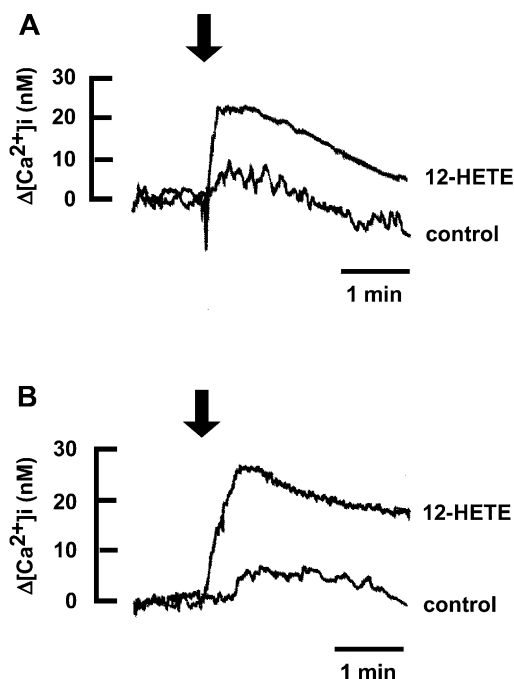 A
30
20
10
0
Δ[Ca2+]i (nM)
12-HETE
control
1 min
B
30
20
10
0
Δ[Ca2+]i (nM)
12-HETE
control
1 min